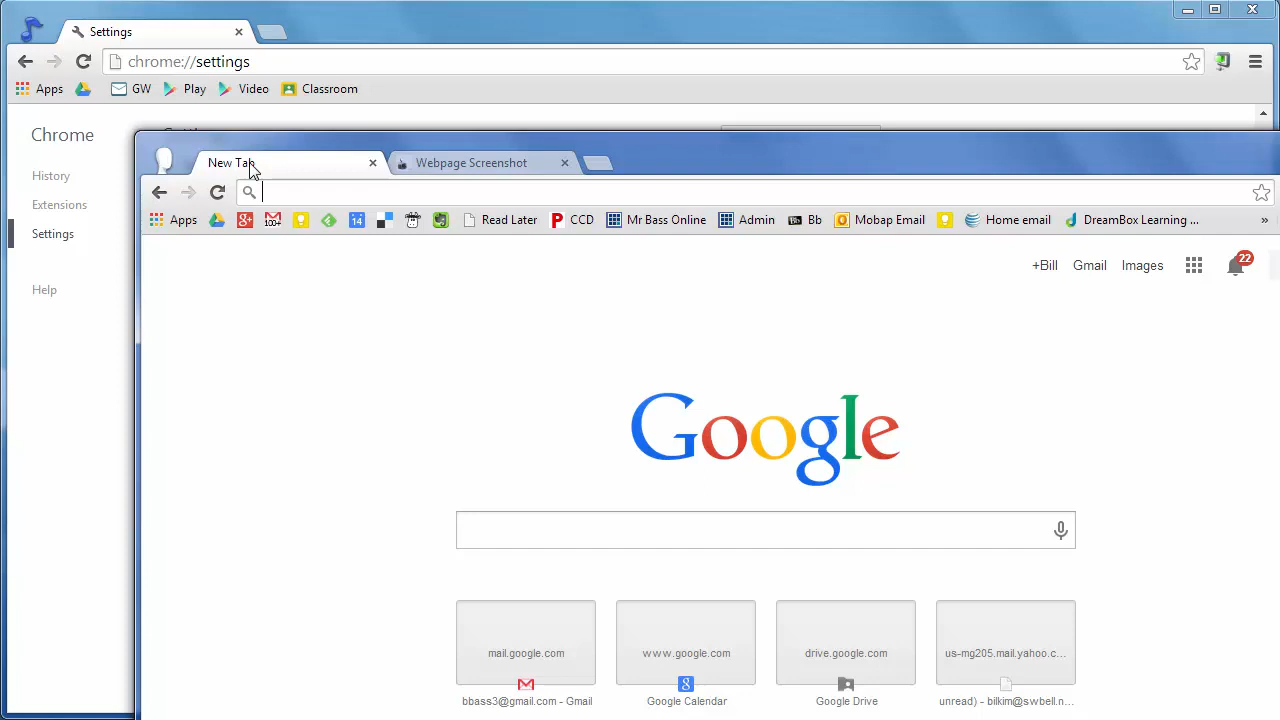 Settings
chrome://settings
Apps GW Play Video Classroom
Chrome
History
Extensions
Settings
Help
New Tab Webpage Screenshot
Apps 100+ 14 Read Later CCD Mr Bass Online Admin Bb Bb Mobap Email Home email DreamBox Learning ... »
+Bill Gmail Images 22
Google
mail.google.com www.google.com drive.google.com us-mg205.mail.yahoo.c...
bbass3@gmail.com - Gmail Google Calendar Google Drive unread) - bilkim@swbell.n...